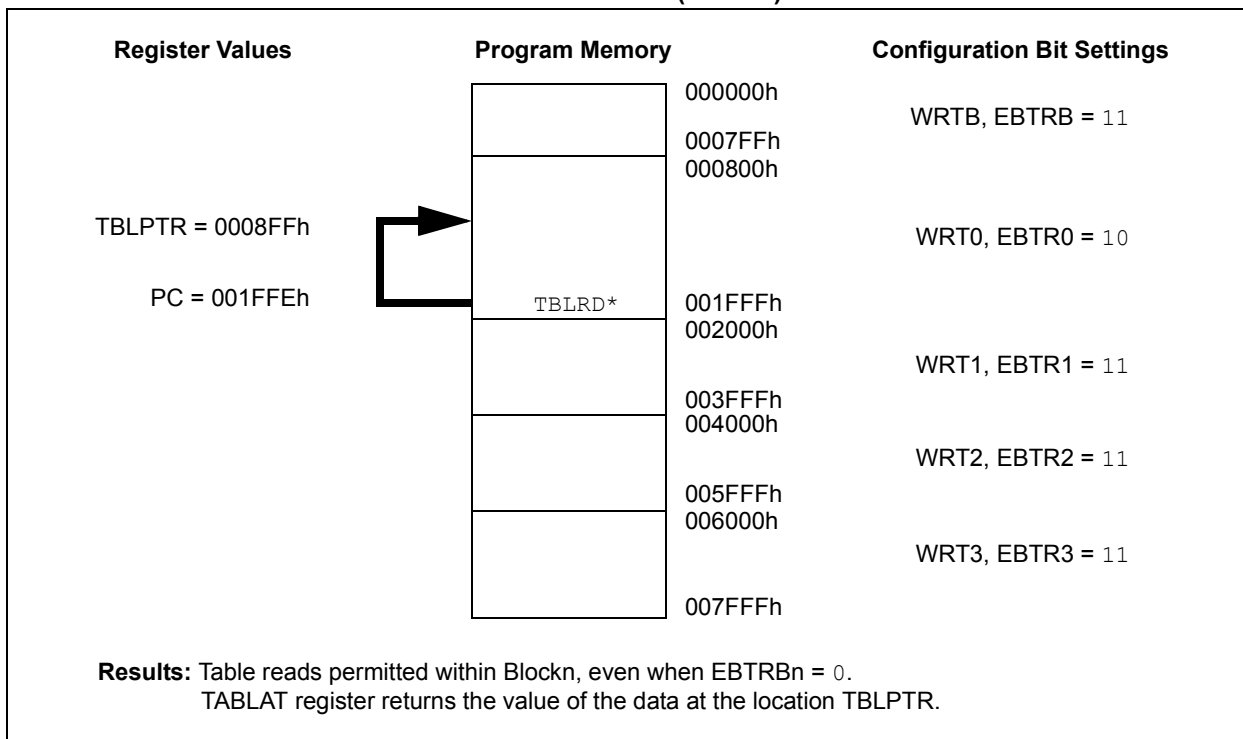 Register Values Program Memory Configuration Bit Settings
000000h
WRTB, EBTRB = 11
0007FFh
000800h
TBLPTR = 0008FFh
WRT0, EBTR0 = 10
PC = 001FFEh
TBLRD*
001FFFh
002000h
WRT1, EBTR1 = 11
003FFFh
004000h
WRT2, EBTR2 = 11
005FFFh
006000h
WRT3, EBTR3 = 11
007FFFh
Results: Table reads permitted within Blockn, even when EBTRBn = 0.
TABLAT register returns the value of the data at the location TBLPTR.